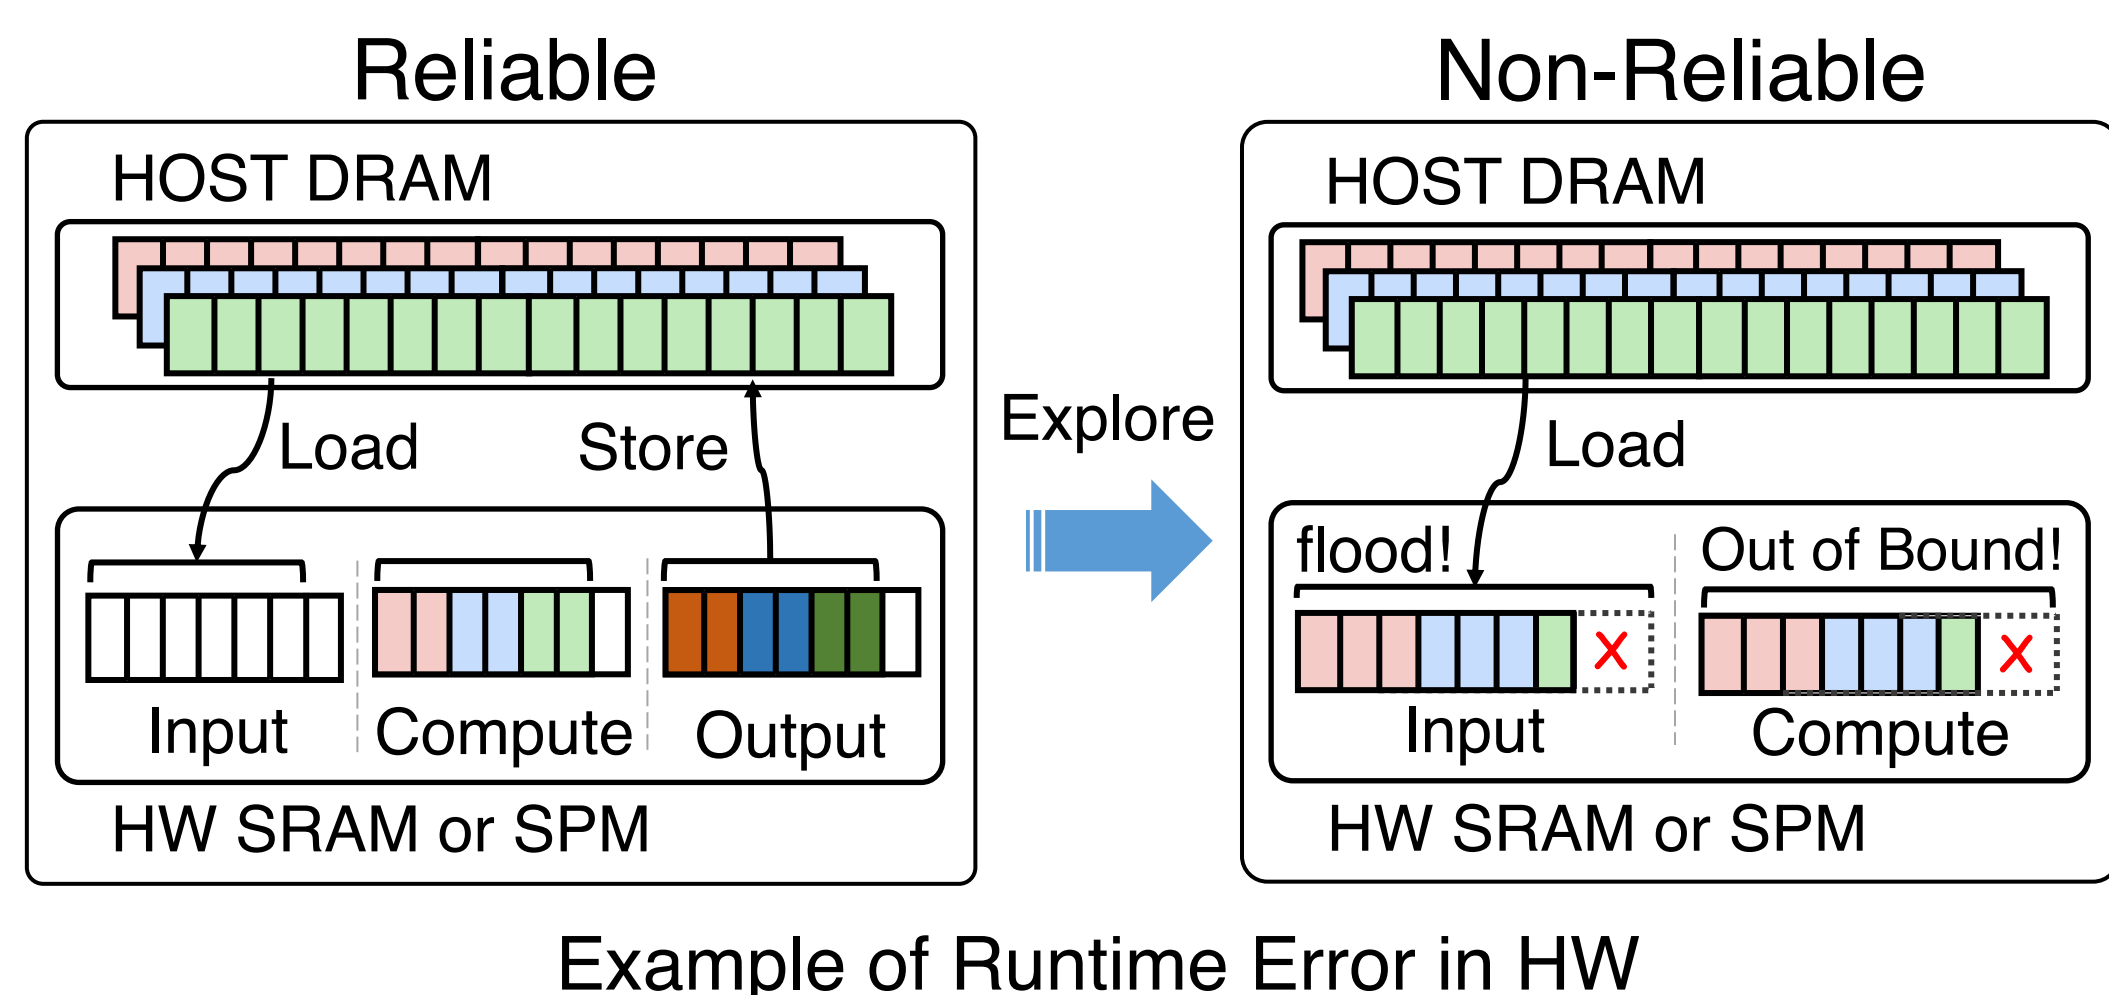 Reliable
HOST DRAM
Load
Store
Input
Compute
Output
HW SRAM or SPM
Explore
Non-Reliable
HOST DRAM
Load
flood!
Out of Bound!
X
X
Input
Compute
HW SRAM or SPM
Example of Runtime Error in HW